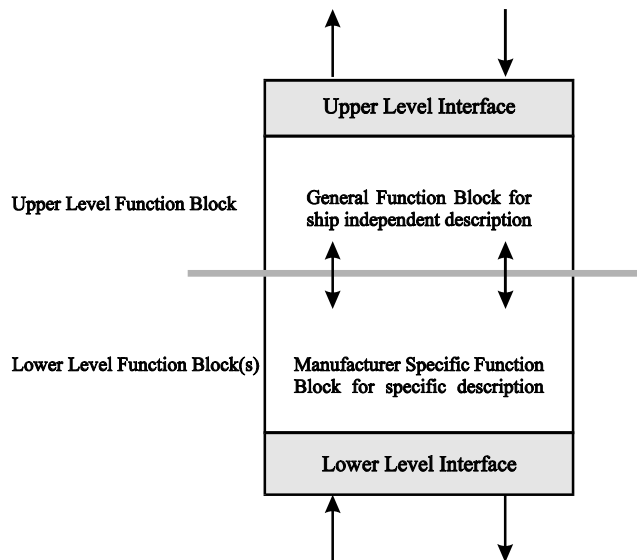 Upper Level Interface
Upper Level Function Block
General Function Block for
ship independent description
Lower Level Function Block(s)
Manufacturer Specific Function
Block for specific description
Lower Level Interface